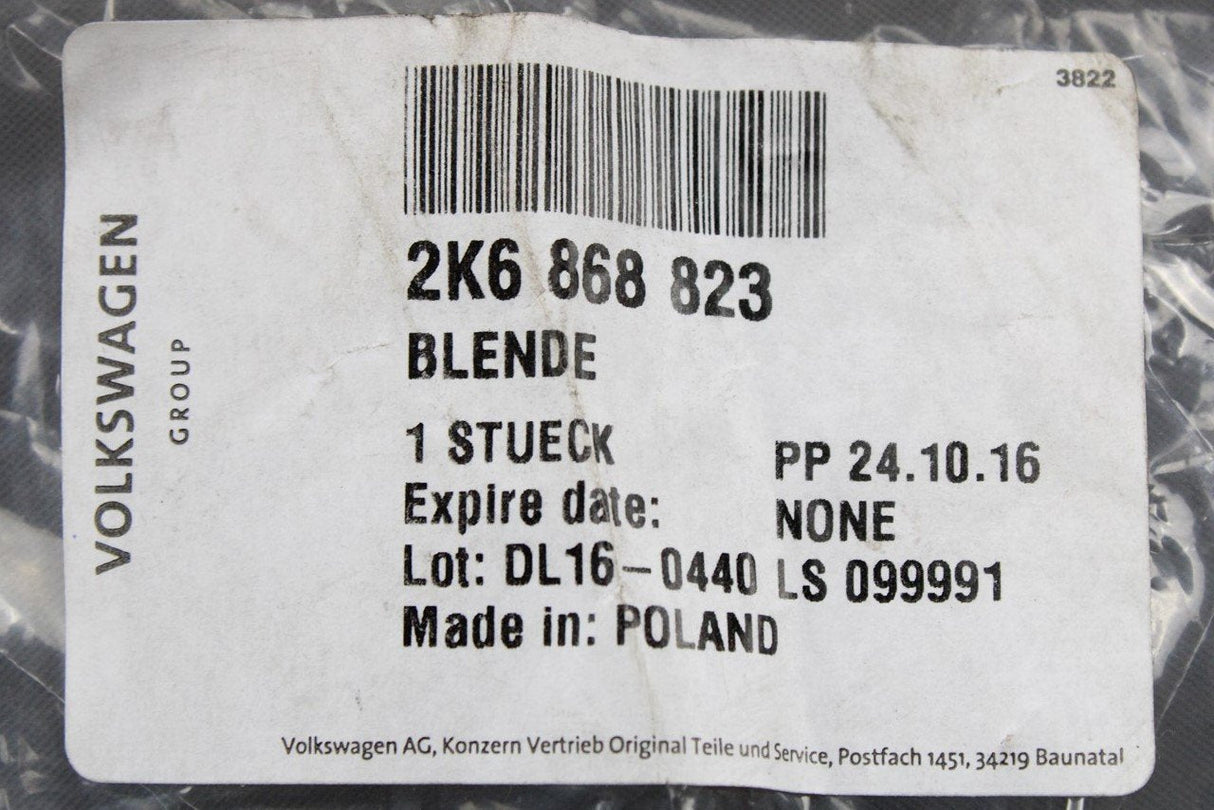 3822
VOLKSWAGEN
GROUP
2K6 868 823
BLENDE
1 STUECK PP 24.10.16
Expire date: NONE
Lot: DL16-0440 LS 099991
Made in: POLAND
Volkswagen AG, Konzern Vertrieb Original Teile und Service, Postfach 1451, 34219 Baunatal